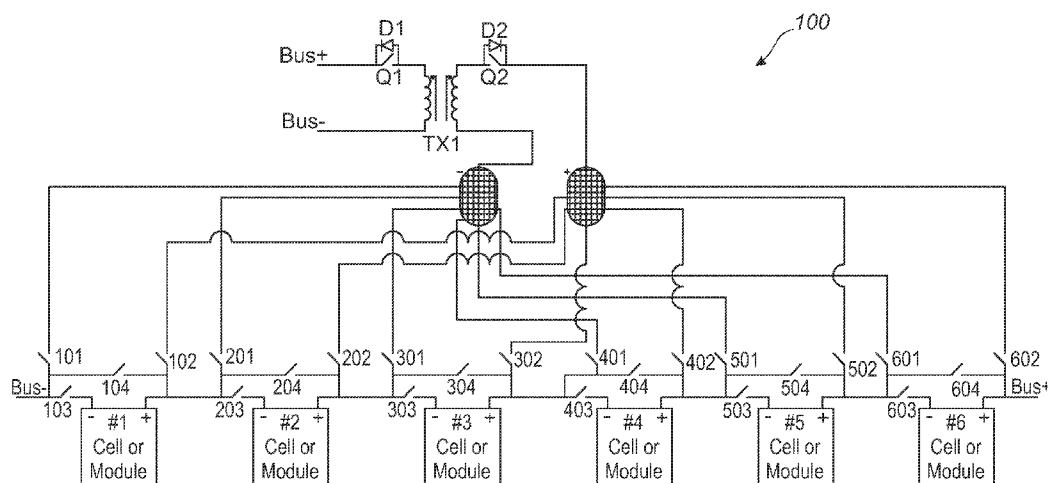 100
D1 D2
Bus+
Q1 Q2
Bus-
TX1
- +
101 102 201 202 301 302 401 402 501 502 601 602
104 204 304 404 504 604
Bus- Bus+
103 203 303 403 503 603
- #1 + - #2 + - #3 + - #4 + - #5 + - #6 +
Cell or Cell or Cell or Cell or Cell or Cell or
Module Module Module Module Module Module